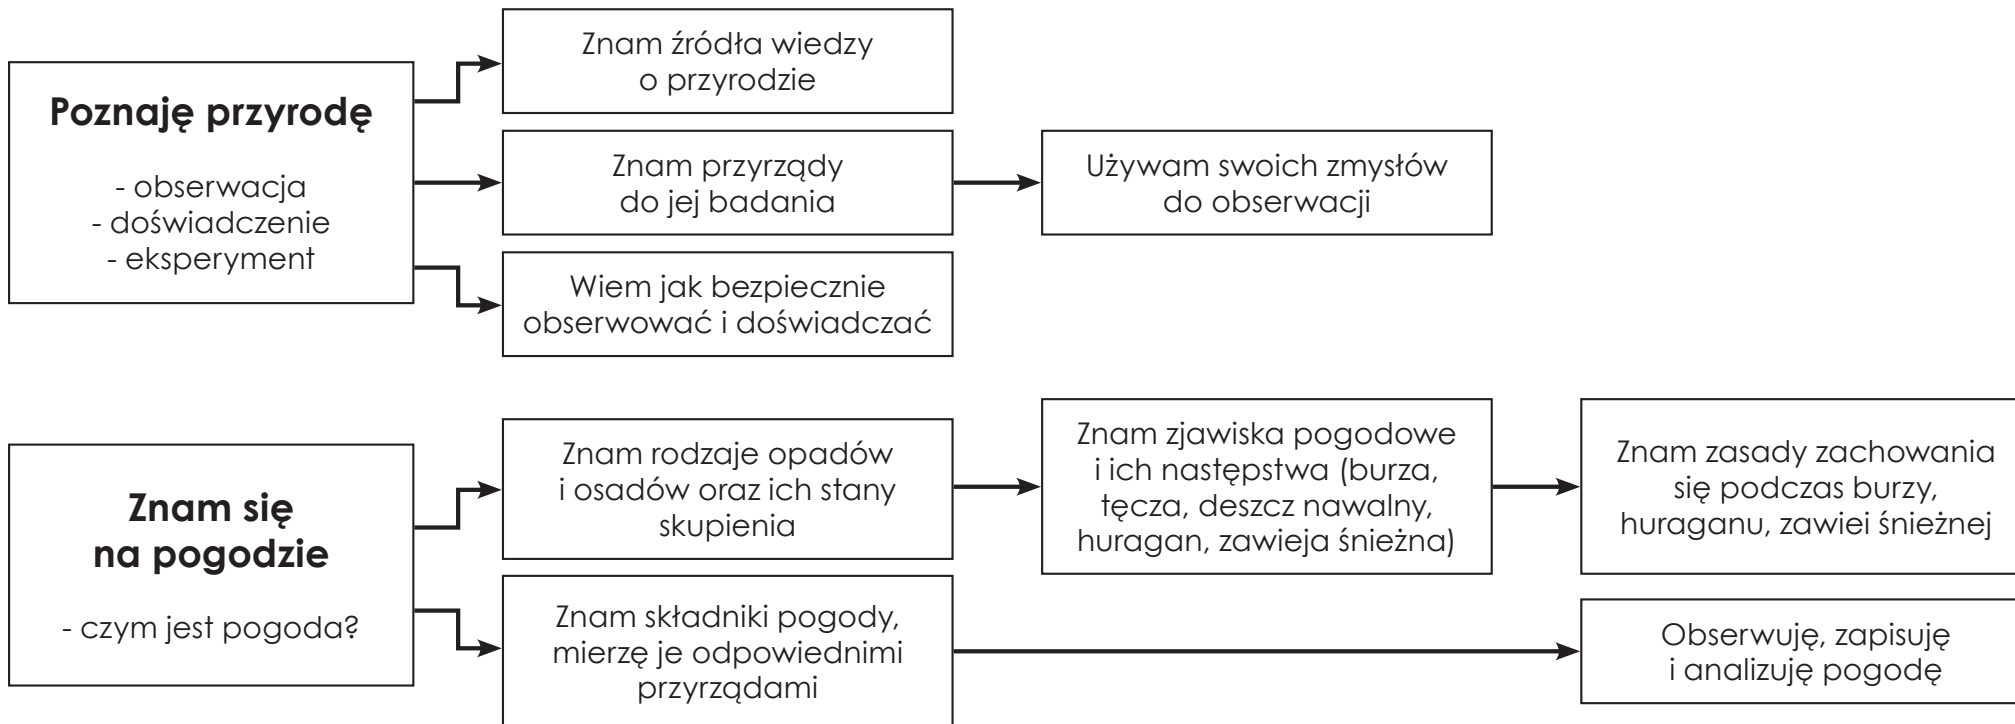 Poznaję przyrodę
- obserwacja
- doświadczenie
- eksperyment
Znam źródła wiedzy
o przyrodzie
Znam przyrządy
do jej badania
Używam swoich zmysłów
do obserwacji
Wiem jak bezpiecznie
obserwować i doświadczać
Znam się
na pogodzie
- czym jest pogoda?
Znam rodzaje opadów
i osadów oraz ich stany
skupienia
Znam zjawiska pogodowe
i ich następstwa (burza,
tęcza, deszcz nawalny,
huragan, zawieja śnieżna)
Znam zasady zachowania
się podczas burzy,
huraganu, zawiei śnieżnej
Znam składniki pogody,
mierzę je odpowiednimi
przyrządami
Obserwuję, zapisuję
i analizuję pogodę